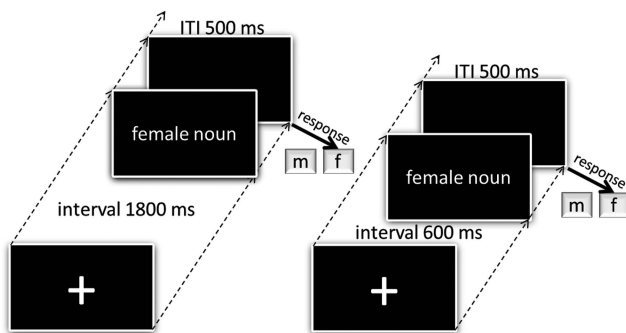 ITI 500 ms
female noun
response
m f
interval 1800 ms
ITI 500 ms
female noun
response
m f
interval 600 ms